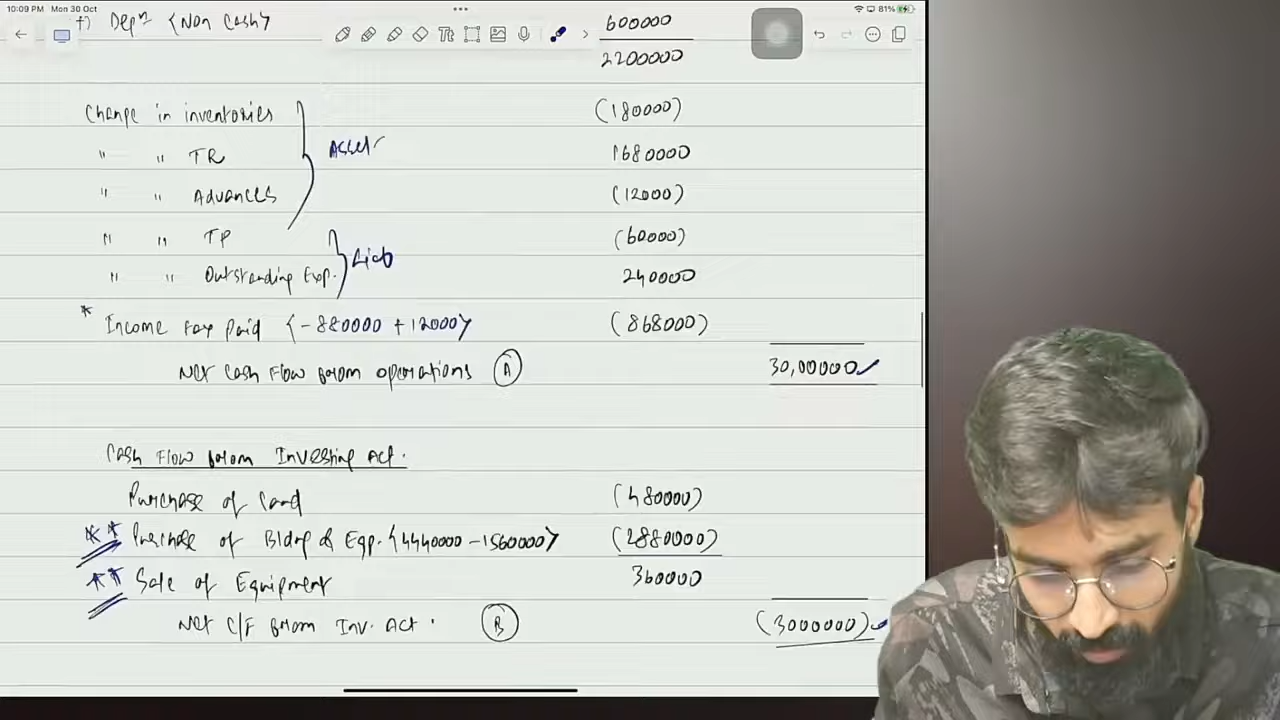 10:09 PM Mon 30 Oct 81%
+) Depⁿ {Non Cash} 600000
2200000
Change in inventories (180000)
" " TR Asset 1680000
" " Advances (12000)
" " TP (60000)
" " Outstanding Exp. Liab 240000
* Income tax paid {-880000 + 12000} (868000)
Net Cash Flow from operations (A) 30,00000
Cash Flow from Investing Act.
Purchase of land (480000)
** Purchase of Bldng & Eqp. {4440000 - 1560000} (2880000)
** Sale of Equipment 360000
Net C/F from Inv. Act. (B) (3000000)